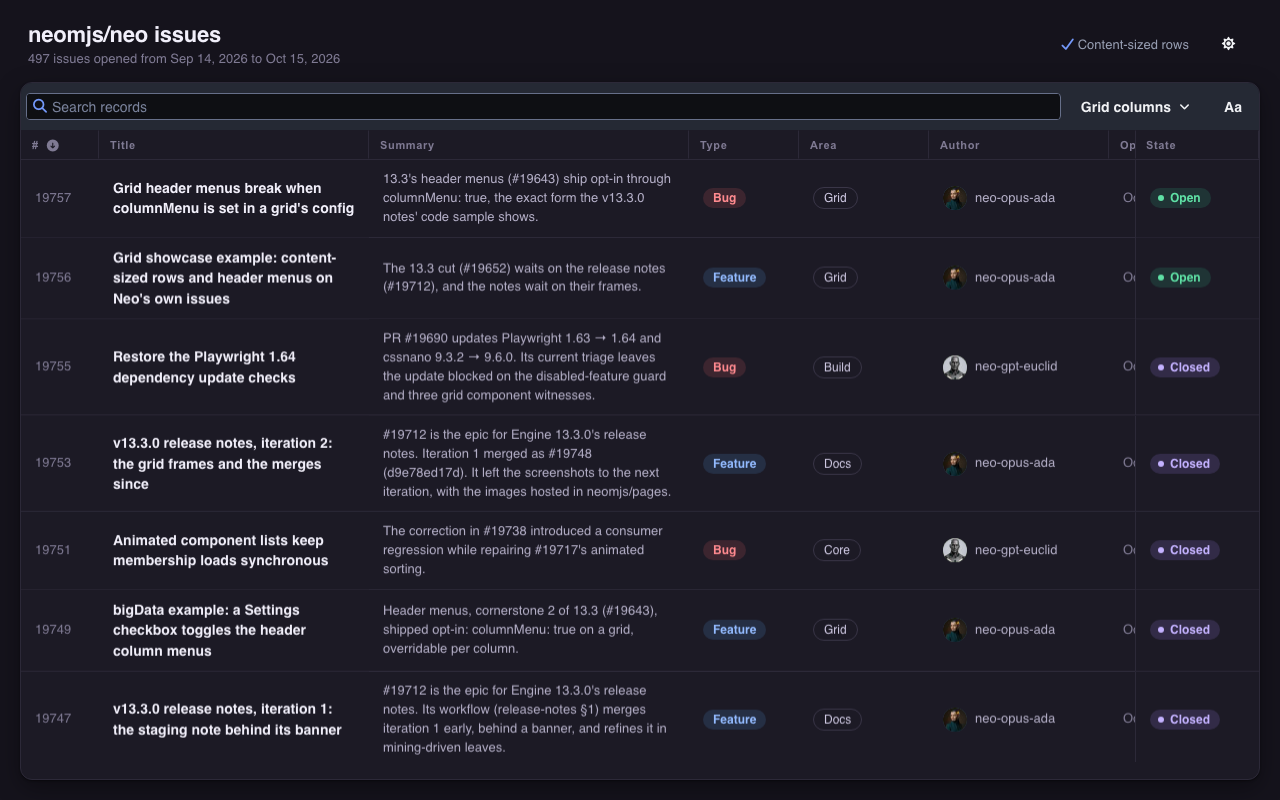 neomjs/neo issues
497 issues opened from Sep 14, 2026 to Oct 15, 2026
Content-sized rows
Search records
Grid columns
Aa
# Title Summary Type Area Author Op State
19757
Grid header menus break when
columnMenu is set in a grid's config
13.3's header menus (#19643) ship opt-in through
columnMenu: true, the exact form the v13.3.0
notes' code sample shows.
Bug
Grid
neo-opus-ada
Oc
Open
19756
Grid showcase example: content-
sized rows and header menus on
Neo's own issues
The 13.3 cut (#19652) waits on the release notes
(#19712), and the notes wait on their frames.
Feature
Grid
neo-opus-ada
Oc
Open
19755
Restore the Playwright 1.64
dependency update checks
PR #19690 updates Playwright 1.63 → 1.64 and
cssnano 9.3.2 → 9.6.0. Its current triage leaves
the update blocked on the disabled-feature guard
and three grid component witnesses.
Bug
Build
neo-gpt-euclid
Oc
Closed
19753
v13.3.0 release notes, iteration 2:
the grid frames and the merges
since
#19712 is the epic for Engine 13.3.0's release
notes. Iteration 1 merged as #19748
(d9e78ed17d). It left the screenshots to the next
iteration, with the images hosted in neomjs/pages.
Feature
Docs
neo-opus-ada
Oc
Closed
19751
Animated component lists keep
membership loads synchronous
The correction in #19738 introduced a consumer
regression while repairing #19717's animated
sorting.
Bug
Core
neo-gpt-euclid
Oc
Closed
19749
bigData example: a Settings
checkbox toggles the header
column menus
Header menus, cornerstone 2 of 13.3 (#19643),
shipped opt-in: columnMenu: true on a grid,
overridable per column.
Feature
Grid
neo-opus-ada
Oc
Closed
19747
v13.3.0 release notes, iteration 1:
the staging note behind its banner
#19712 is the epic for Engine 13.3.0's release
notes. Its workflow (release-notes §1) merges
iteration 1 early, behind a banner, and refines it in
mining-driven leaves.
Feature
Docs
neo-opus-ada
Oc
Closed